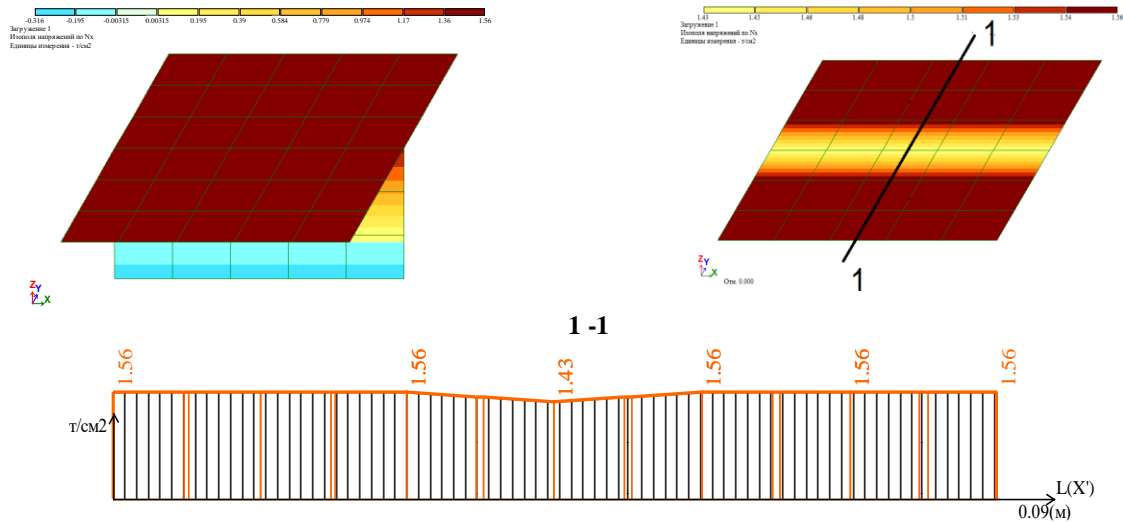 -0.316 -0.195 -0.00315 0.00315 0.195 0.39 0.584 0.779 0.974 1.17 1.36 1.56
Загружение 1
Изополя напряжений по Nx
Единицы измерения - т/см2
Z
Y
X
1.43 1.45 1.46 1.48 1.5 1.51 1.53 1.54 1.56
Загружение 1
Изополя напряжений по Nx
Единицы измерения - т/см2
1
1
Z
Y
X
Отм. 0.000
1 -1
1.56 1.56 1.43 1.56 1.56 1.56
т/см2
L(X')
0.09(м)